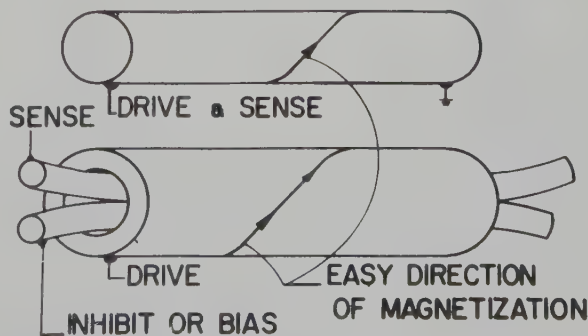 DRIVE & SENSE
SENSE
DRIVE
EASY DIRECTION
OF MAGNETIZATION
INHIBIT OR BIAS